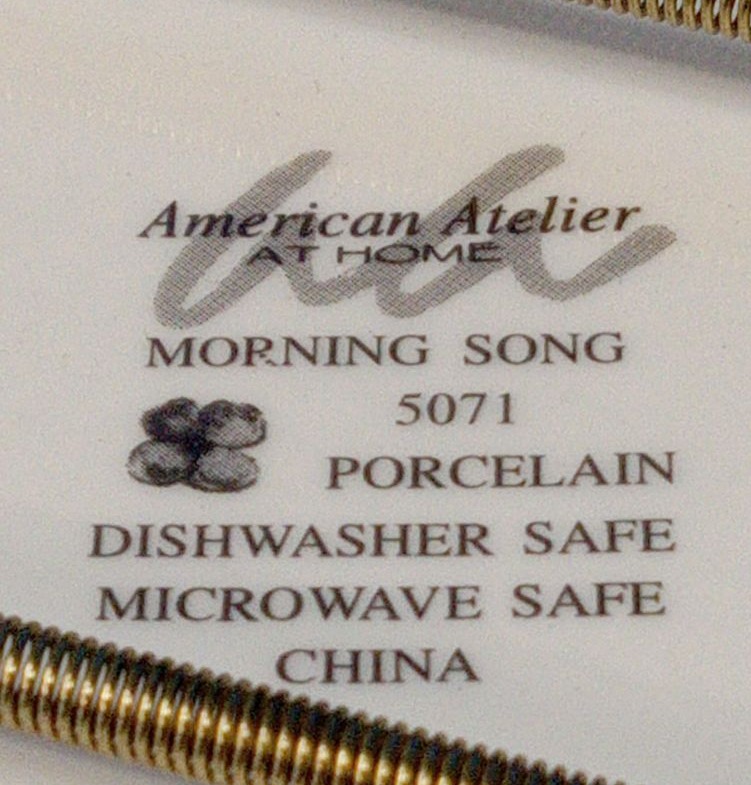 American Atelier
AT HOME
MORNING SONG
5071
PORCELAIN
DISHWASHER SAFE
MICROWAVE SAFE
CHINA